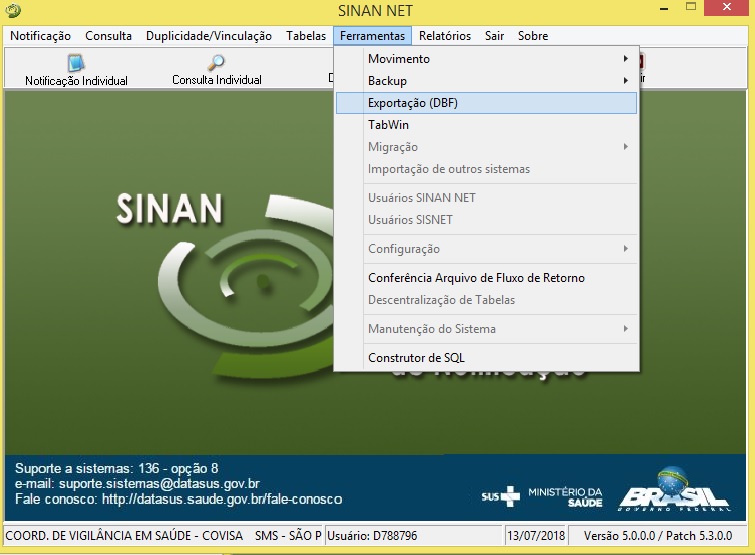 SINAN NET
Notificação Consulta Duplicidade/Vinculação Tabelas Ferramentas Relatórios Sair Sobre
Notificação Individual Consulta Individual
Movimento
Backup
Exportação (DBF)
TabWin
Migração
Importação de outros sistemas
Usuários SINAN NET
Usuários SISNET
Configuração
Conferência Arquivo de Fluxo de Retorno
Descentralização de Tabelas
Manutenção do Sistema
Construtor de SQL
SINAN
de Notificação
Suporte a sistemas: 136 - opção 8
e-mail: suporte.sistemas@datasus.gov.br
Fale conosco: http://datasus.saude.gov.br/fale-conosco
SUS MINISTÉRIO DA SAÚDE
BRASIL
GOVERNO FEDERAL
COORD. DE VIGILÂNCIA EM SAÚDE - COVISA SMS - SÃO P Usuário: D788796 13/07/2018 Versão 5.0.0.0 / Patch 5.3.0.0